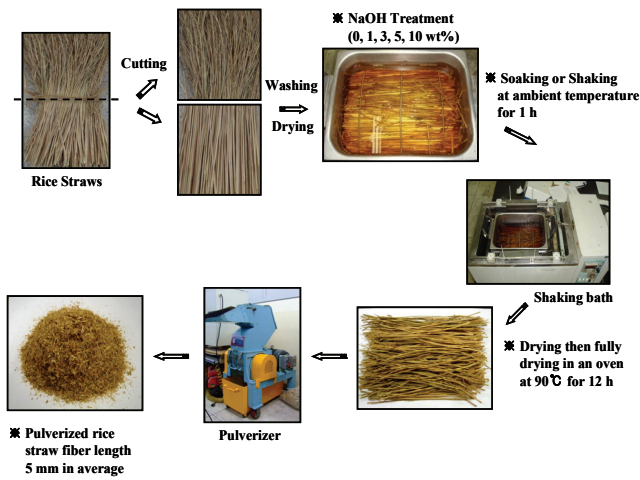 Rice Straws
Cutting
Washing
Drying
※ NaOH Treatment
(0, 1, 3, 5, 10 wt%)
※ Soaking or Shaking
at ambient temperature
for 1 h
Shaking bath
※ Drying then fully
drying in an oven
at 90℃ for 12 h
Pulverizer
※ Pulverized rice
straw fiber length
5 mm in average